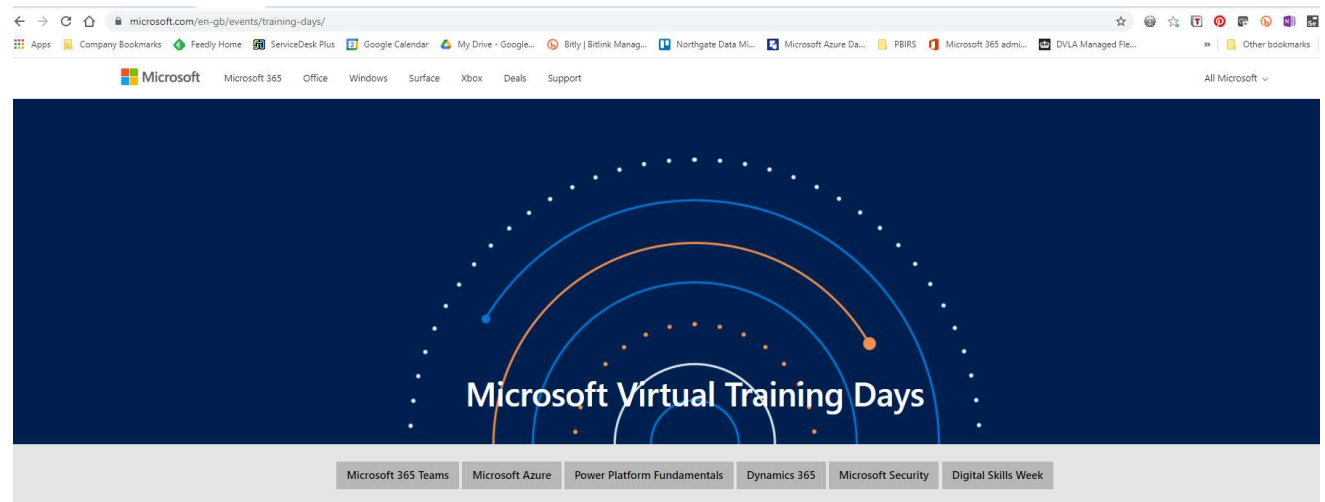 microsoft.com/en-gb/events/training-days/
Apps Company Bookmarks Feedly Home ServiceDesk Plus Google Calendar My Drive - Google... Bitly | Bitlink Manag... Northgate Data Mi... Microsoft Azure Da... PBIRS Microsoft 365 admi... DVLA Managed Fle... » Other bookmarks
Microsoft Microsoft 365 Office Windows Surface Xbox Deals Support All Microsoft
Microsoft Virtual Training Days
Microsoft 365 Teams Microsoft Azure Power Platform Fundamentals Dynamics 365 Microsoft Security Digital Skills Week